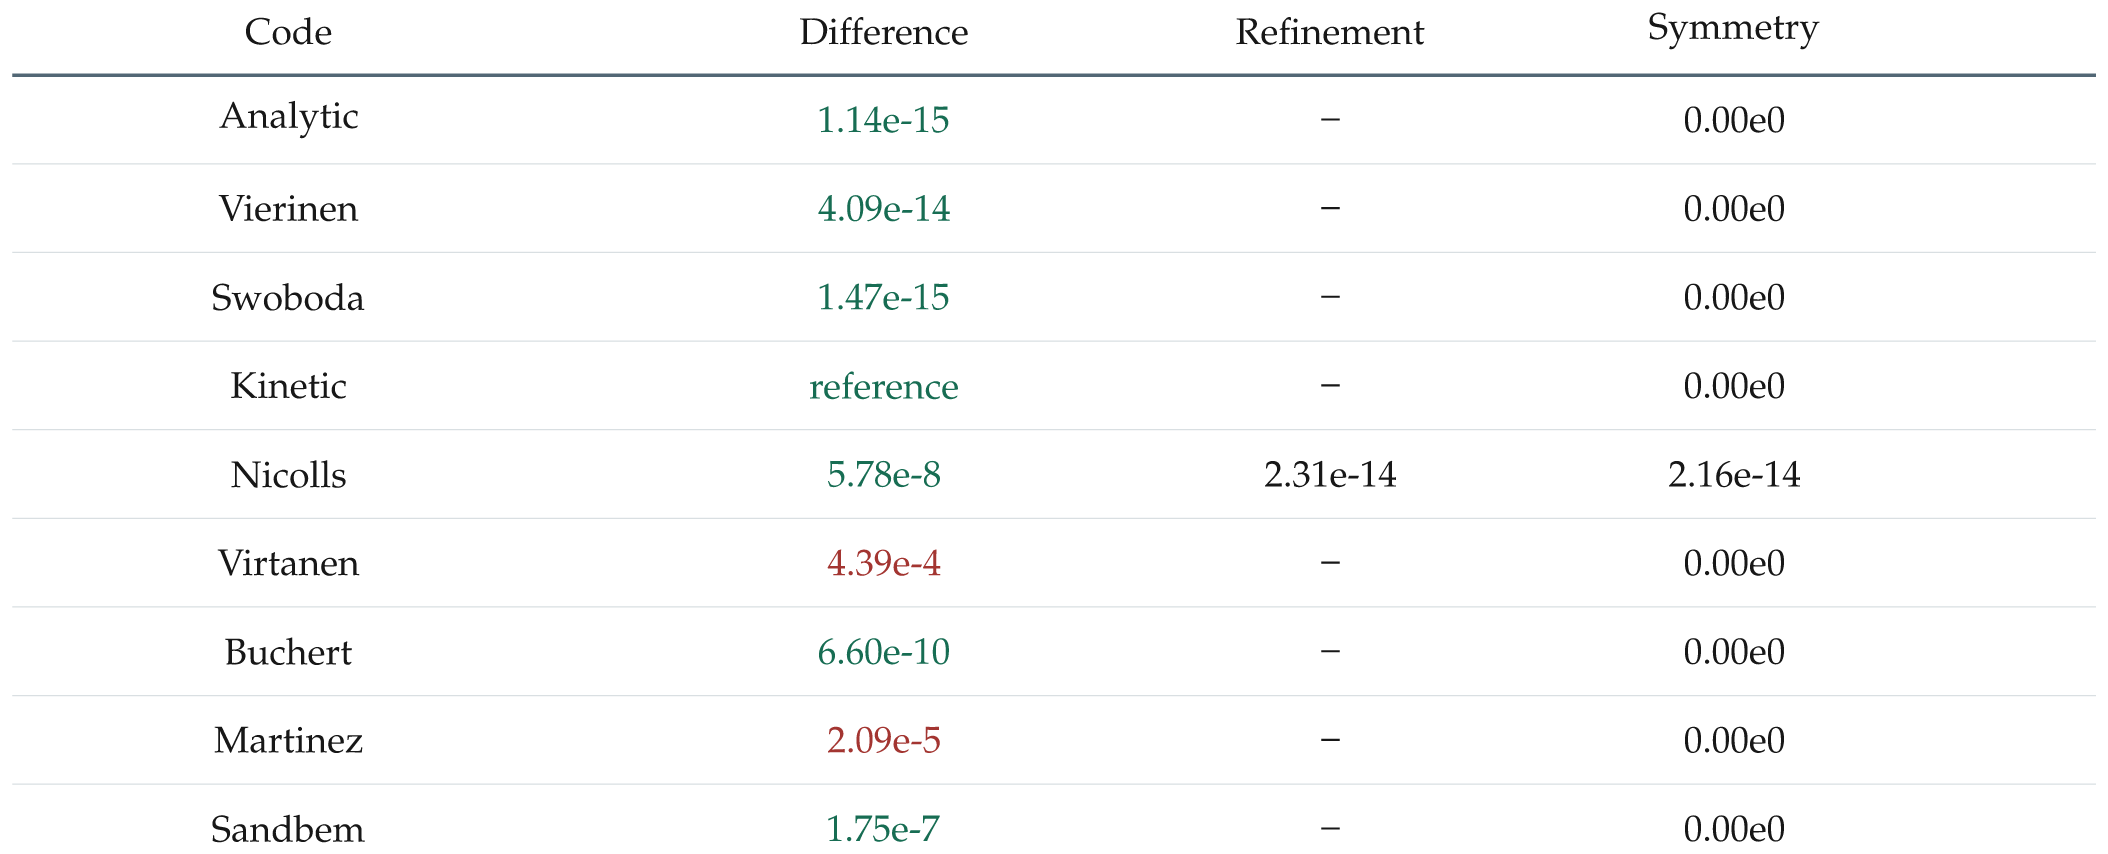 Code Difference Refinement Symmetry
Analytic 1.14e-15 – 0.00e0
Vierinen 4.09e-14 – 0.00e0
Swoboda 1.47e-15 – 0.00e0
Kinetic reference – 0.00e0
Nicolls 5.78e-8 2.31e-14 2.16e-14
Virtanen 4.39e-4 – 0.00e0
Buchert 6.60e-10 – 0.00e0
Martinez 2.09e-5 – 0.00e0
Sandbem 1.75e-7 – 0.00e0